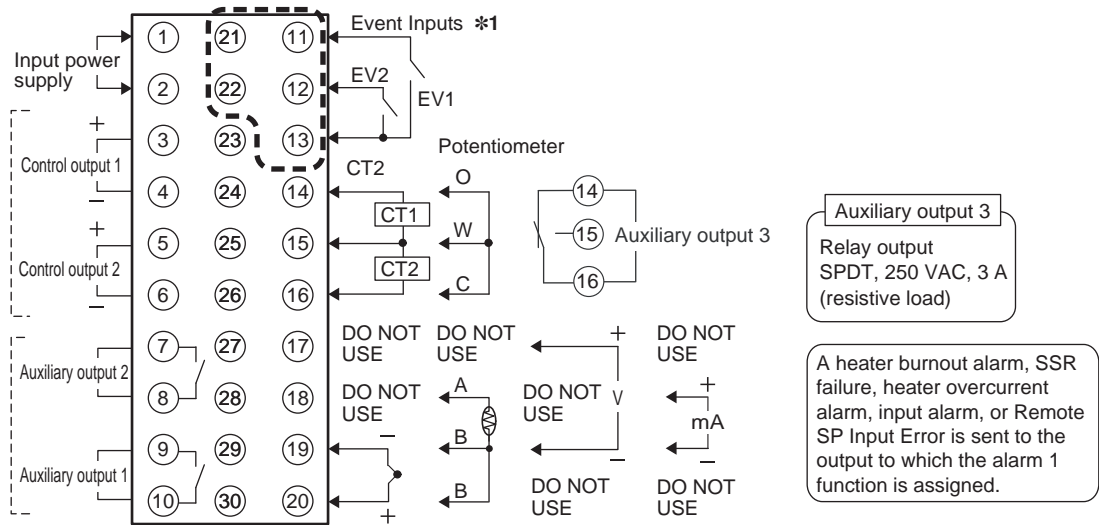 Event Inputs *1
1 21 11
Input power
supply
EV2
EV1
2 22 12
+
3 23 13
Control output 1
Potentiometer
CT2
–
4 24 14
O
CT1
14
+
5 25 15
W
15 Auxiliary output 3
Control output 2
CT2
6 26 16
C
16
–
Auxiliary output 3
Relay output
SPDT, 250 VAC, 3 A
(resistive load)
7 27 17
DO NOT
USE
DO NOT
USE
+
DO NOT
USE
Auxiliary output 2
8 28 18
DO NOT
USE
A
DO NOT
USE
V
+
mA
9 29 19
–
B
–
–
Auxiliary output 1
10 30 20
+
B
DO NOT
USE
DO NOT
USE
A heater burnout alarm, SSR
failure, heater overcurrent
alarm, input alarm, or Remote
SP Input Error is sent to the
output to which the alarm 1
function is assigned.